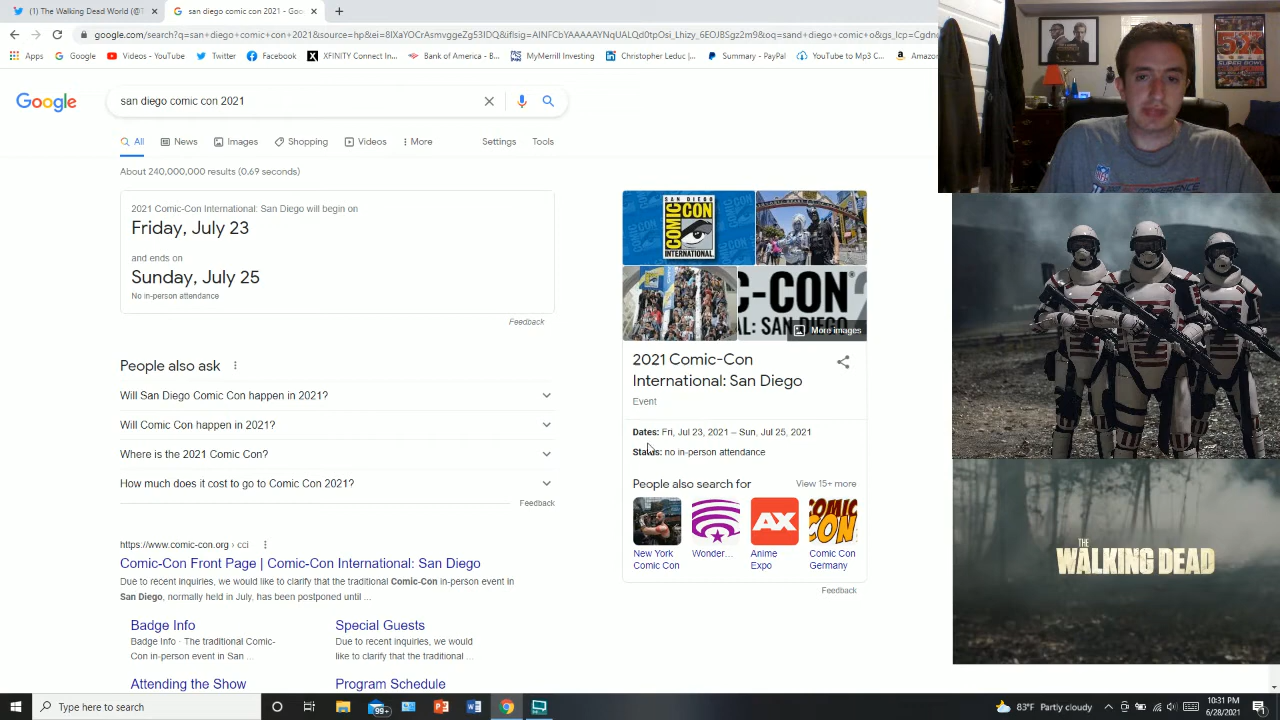 (1) The Walking Dead World (@T
san diego comic con 2021 - Goo
google.com/search?q=san+diego+comic+con+2021&source=
Apps
Google
Videos - YouTube
Twitter
Facebook
XFINITY Connect In...
Bank of America - B...
MyMerrill Investing
Christopher Leduc |...
Summary - PayPal
YouTube to Mp3 C...
Amazon
Google
san diego comic con 2021
All
News
Images
Shopping
Videos
More
Settings
Tools
About 240,000,000 results (0.69 seconds)
2021 Comic-Con International: San Diego will begin on
Friday, July 23
and ends on
Sunday, July 25
No in-person attendance
Feedback
People also ask
Will San Diego Comic Con happen in 2021?
Will Comic Con happen in 2021?
Where is the 2021 Comic Con?
How much does it cost to go to Comic Con 2021?
Feedback
https://www.comic-con.org › cci
Comic-Con Front Page | Comic-Con International: San Diego
Due to recent inquiries, we would like to clarify that the traditional Comic-Con in-person event in
San Diego, normally held in July, has been postponed until ...
Badge Info
Badge Info · The traditional Comic-
Con in-person event in San ...
Special Guests
Due to recent inquiries, we would
like to clarify that the traditional ...
Attending the Show
Program Schedule
SAN DIEGO
COMIC CON
INTERNATIONAL
C-CON
AL: SAN DIEGO
More images
2021 Comic-Con
International: San Diego
Event
Dates: Fri, Jul 23, 2021 – Sun, Jul 25, 2021
Status: no in-person attendance
People also search for
View 15+ more
AX
COMIC
CON
New York
Comic Con
Wonder...
Anime
Expo
Comic Con
Germany
Feedback
5X
SUPER BOWL
NFL
CONFERENCE
THE
WALKING DEAD
Type here to search
99+
83°F Partly cloudy
10:31 PM
6/28/2021
1